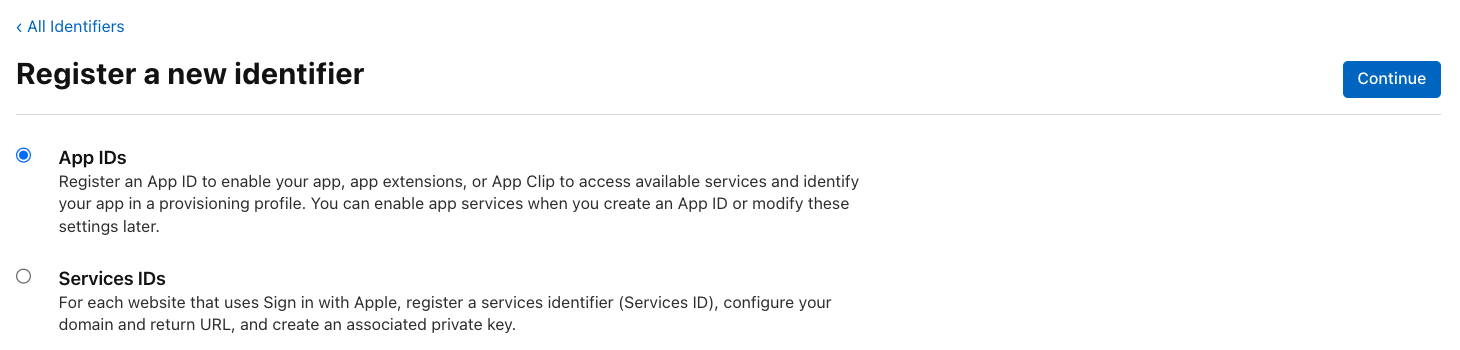 ‹ All Identifiers
Register a new identifier
Continue
App IDs
Register an App ID to enable your app, app extensions, or App Clip to access available services and identify
your app in a provisioning profile. You can enable app services when you create an App ID or modify these
settings later.
Services IDs
For each website that uses Sign in with Apple, register a services identifier (Services ID), configure your
domain and return URL, and create an associated private key.